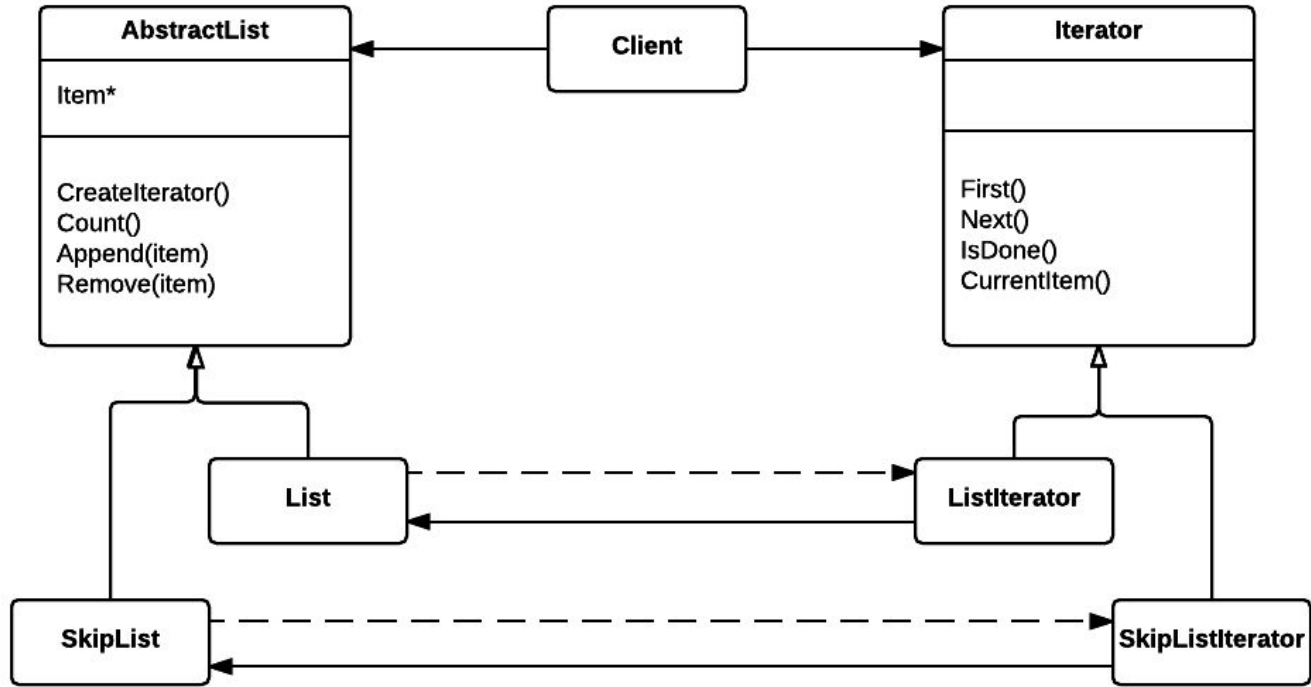 AbstractList
Item*
CreateIterator()
Count()
Append(item)
Remove(item)
Client
Iterator
First()
Next()
IsDone()
CurrentItem()
List
ListIterator
SkipList
SkipListIterator